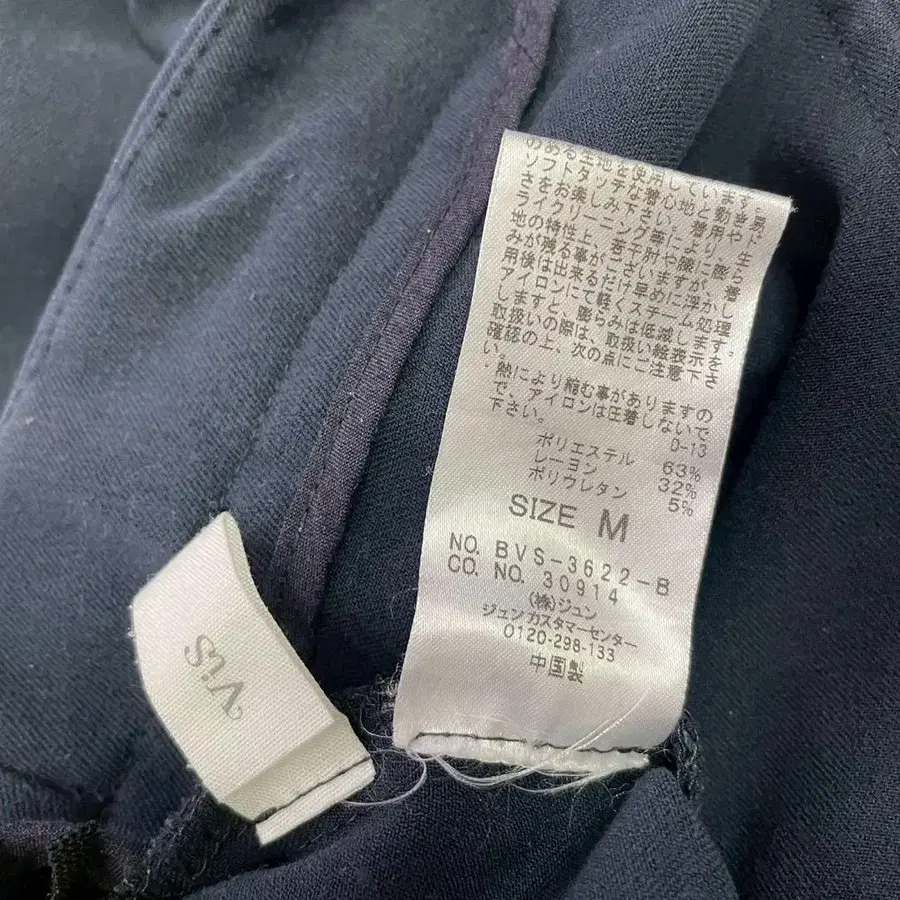 のある生地を使用していま
ソフトタッチな着心地と動きや
さをお楽しみ下さい。着用、ド
ライクリーニング等により、生
地の特性上、若干肘や膝に膨ら
みが残る事がございますが、着
用後は出来るだけ早めに浮かし
アイロンにて軽くスチーム処理
しますと、膨らみは低減します。
取扱いの際は、取扱い絵表示をご
確認の上、次の点にご注意下さ
い。
・熱により縮む事がありますの
で、アイロンは圧着しないで
下さい。
D-13
ポリエステル 63%
レーヨン 32%
ポリウレタン 5%
SIZE M
NO. BVS-3622-B
CO. NO. 30914
(株)ジュン
ジュン カスタマーセンター
0120-298-133
中国製
ViS